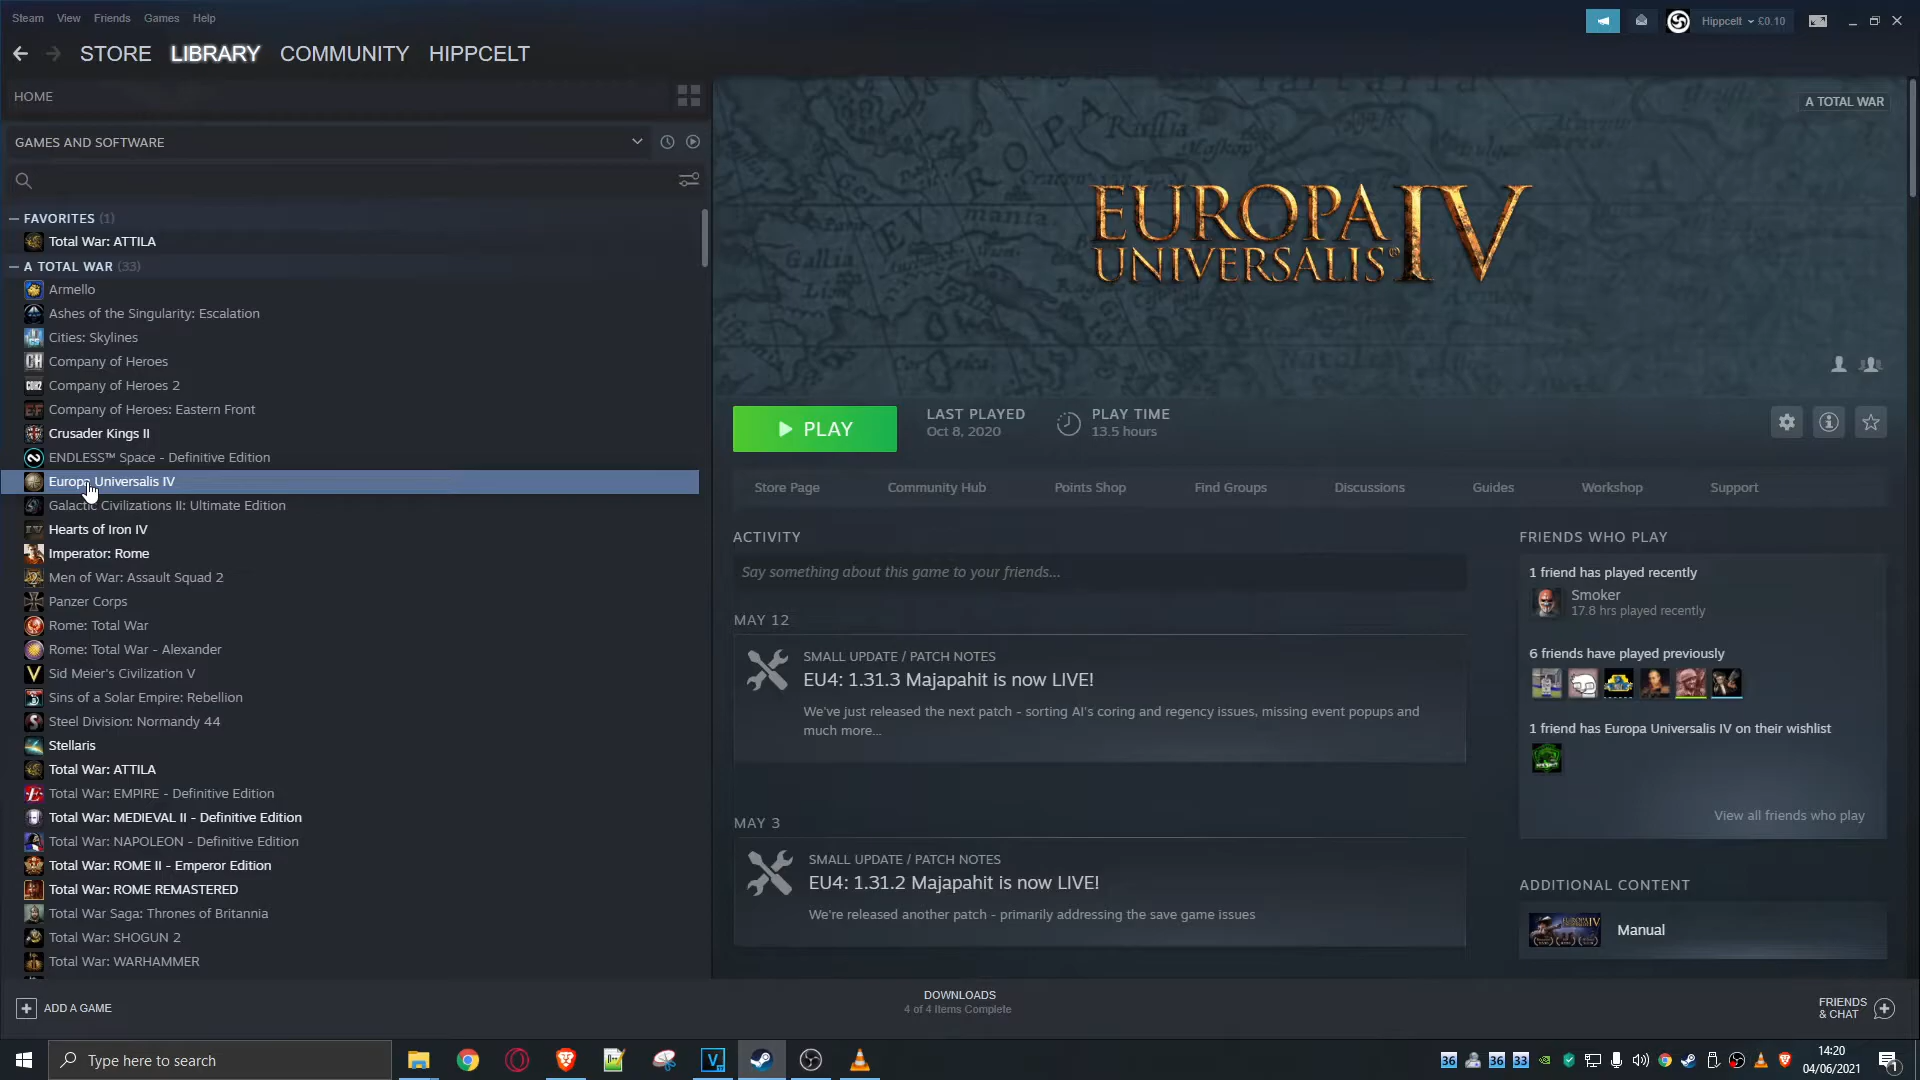 Steam View Friends Games Help
Hippcelt £0.10
STORE LIBRARY COMMUNITY HIPPCELT
HOME
GAMES AND SOFTWARE
FAVORITES (1)
Total War: ATTILA
A TOTAL WAR (33)
Armello
Ashes of the Singularity: Escalation
Cities: Skylines
Company of Heroes
Company of Heroes 2
Company of Heroes: Eastern Front
Crusader Kings II
ENDLESS™ Space - Definitive Edition
Europa Universalis IV
Galactic Civilizations II: Ultimate Edition
Hearts of Iron IV
Imperator: Rome
Men of War: Assault Squad 2
Panzer Corps
Rome: Total War
Rome: Total War - Alexander
Sid Meier's Civilization V
Sins of a Solar Empire: Rebellion
Steel Division: Normandy 44
Stellaris
Total War: ATTILA
Total War: EMPIRE - Definitive Edition
Total War: MEDIEVAL II - Definitive Edition
Total War: NAPOLEON - Definitive Edition
Total War: ROME II - Emperor Edition
Total War: ROME REMASTERED
Total War Saga: Thrones of Britannia
Total War: SHOGUN 2
Total War: WARHAMMER
ADD A GAME
A TOTAL WAR
EUROPA
UNIVERSALIS IV
PLAY
LAST PLAYED
Oct 8, 2020
PLAY TIME
13.5 hours
Store Page Community Hub Points Shop Find Groups Discussions Guides Workshop Support
ACTIVITY
Say something about this game to your friends...
MAY 12
SMALL UPDATE / PATCH NOTES
EU4: 1.31.3 Majapahit is now LIVE!
We've just released the next patch - sorting AI's coring and regency issues, missing event popups and
much more...
MAY 3
SMALL UPDATE / PATCH NOTES
EU4: 1.31.2 Majapahit is now LIVE!
We're released another patch - primarily addressing the save game issues
FRIENDS WHO PLAY
1 friend has played recently
Smoker
17.8 hrs played recently
6 friends have played previously
1 friend has Europa Universalis IV on their wishlist
View all friends who play
ADDITIONAL CONTENT
Manual
DOWNLOADS
4 of 4 Items Complete
FRIENDS
& CHAT
Type here to search
36 36 33
14:20
04/06/2021
1